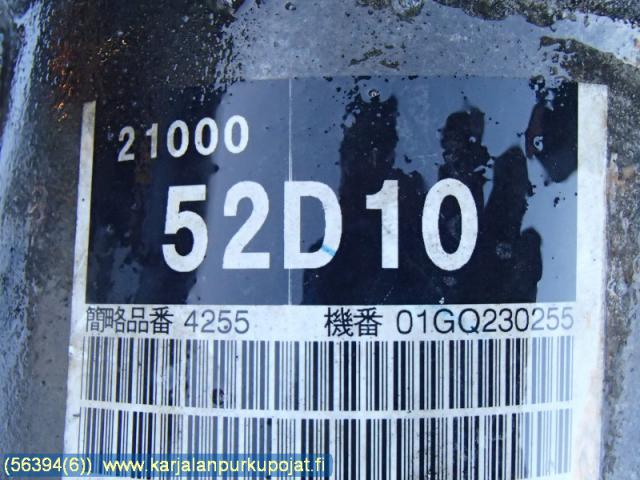 21000
52D10
簡略品番 4255 機番 01GQ230255
(56394(6)) www.karjalanpurkupojat.fi